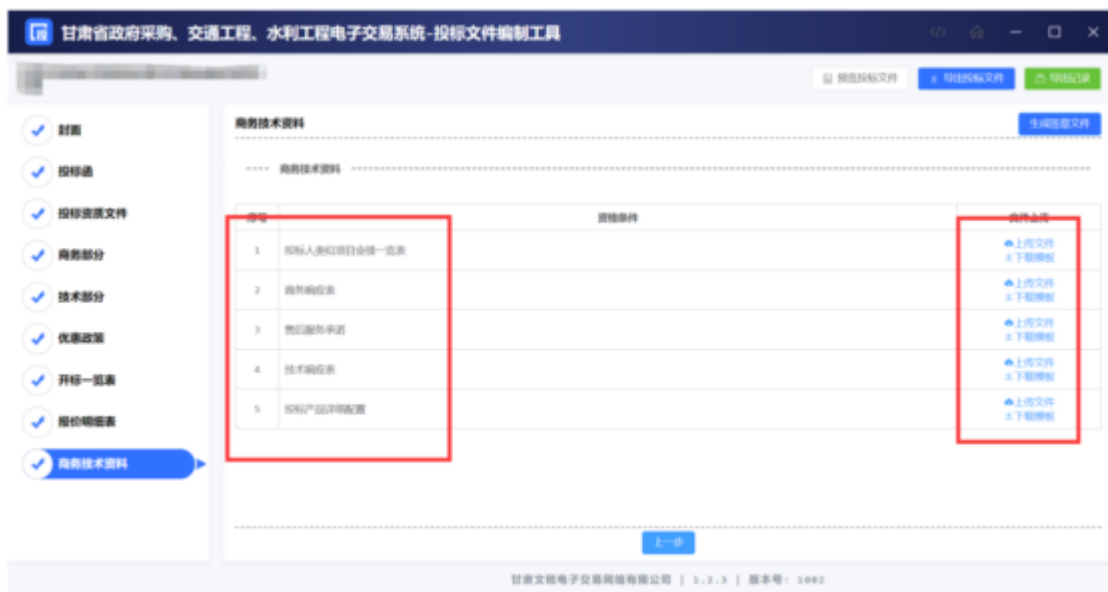 甘肃省政府采购、交通工程、水利工程电子交易系统-投标文件编制工具
预览投标文件 导出投标文件 导出记录
封面
投标函
投标资质文件
商务部分
技术部分
优惠政策
开标一览表
报价明细表
商务技术资料
商务技术资料 生成签章文件
商务技术资料
序号 资格条件 文件上传
1 投标人类似项目业绩一览表 上传文件
下载模板
2 商务响应表 上传文件
下载模板
3 售后服务承诺 上传文件
下载模板
4 技术响应表 上传文件
下载模板
5 投标产品详细配置 上传文件
下载模板
上一步
甘肃文锐电子交易网络有限公司 | 1.2.3 | 版本号: 1002